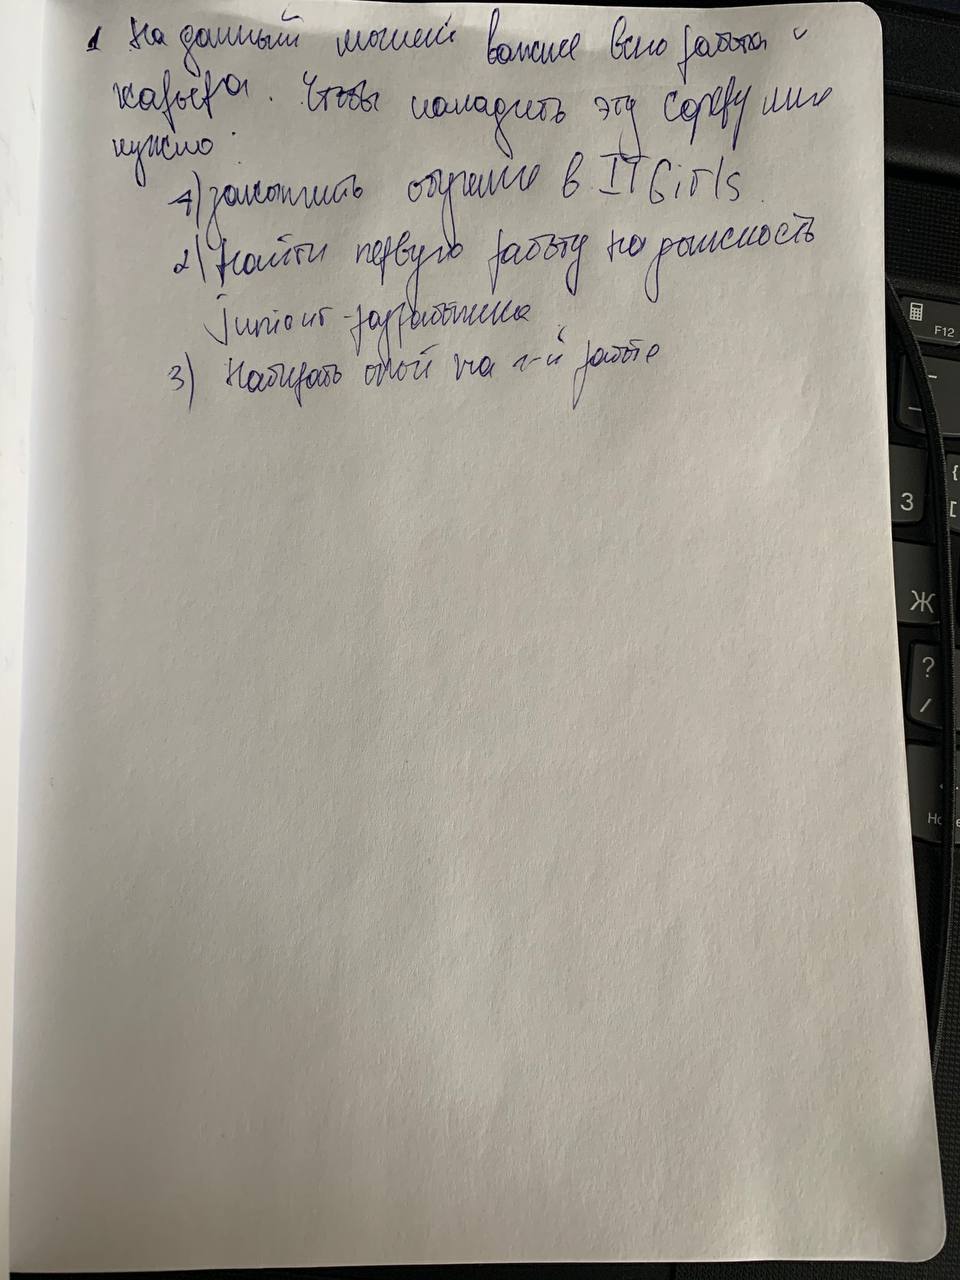 1 На данный момент важнее всего работа и
карьера. Чтобы наладить эту сферу мне
нужно:
1) закончить обучение в IT Girls
2) Найти первую работу на должность
junior-разработчика
3) Набирать опыт на 1-й работе
F12
3
Ж
?
/
{
[